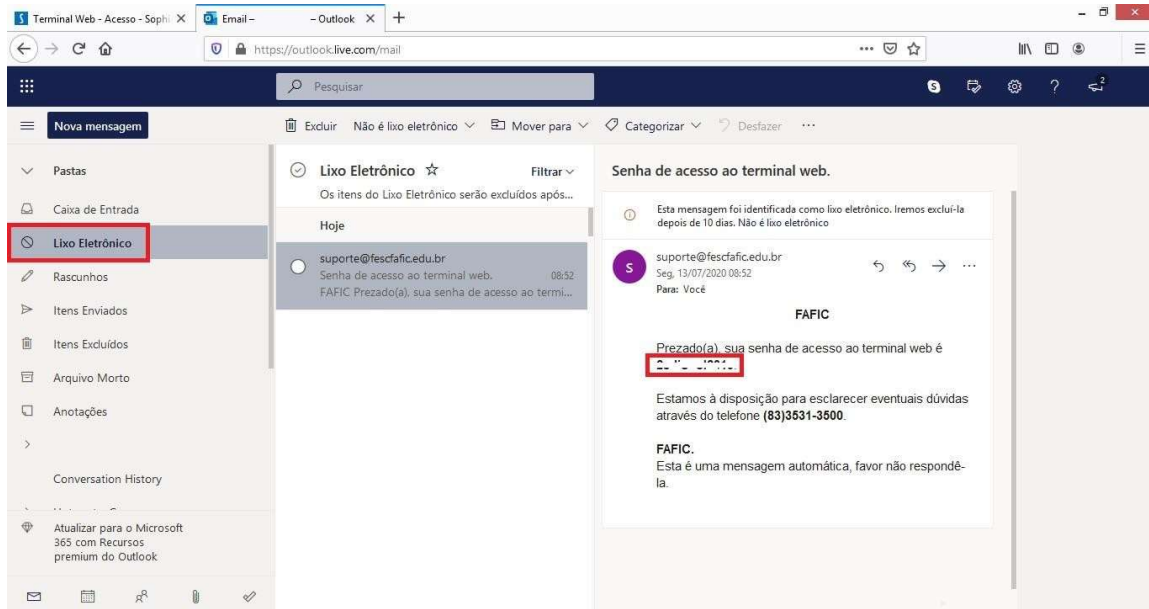 Terminal Web - Acesso - Sophi
Email –
– Outlook
https://outlook.live.com/mail
Pesquisar
2
Nova mensagem
Excluir
Não é lixo eletrônico
Mover para
Categorizar
Desfazer
Pastas
Caixa de Entrada
Lixo Eletrônico
Rascunhos
Itens Enviados
Itens Excluídos
Arquivo Morto
Anotações
Conversation History
Atualizar para o Microsoft
365 com Recursos
premium do Outlook
Lixo Eletrônico
Filtrar
Os itens do Lixo Eletrônico serão excluídos após...
Hoje
suporte@fescfafic.edu.br
Senha de acesso ao terminal web. 08:52
FAFIC Prezado(a), sua senha de acesso ao termi...
Senha de acesso ao terminal web.
Esta mensagem foi identificada como lixo eletrônico. Iremos excluí-la
depois de 10 dias. Não é lixo eletrônico
S
suporte@fescfafic.edu.br
Seg, 13/07/2020 08:52
Para: Você
FAFIC
Prezado(a), sua senha de acesso ao terminal web é
Estamos à disposição para esclarecer eventuais dúvidas
através do telefone (83)3531-3500.
FAFIC.
Esta é uma mensagem automática, favor não respondê-
la.